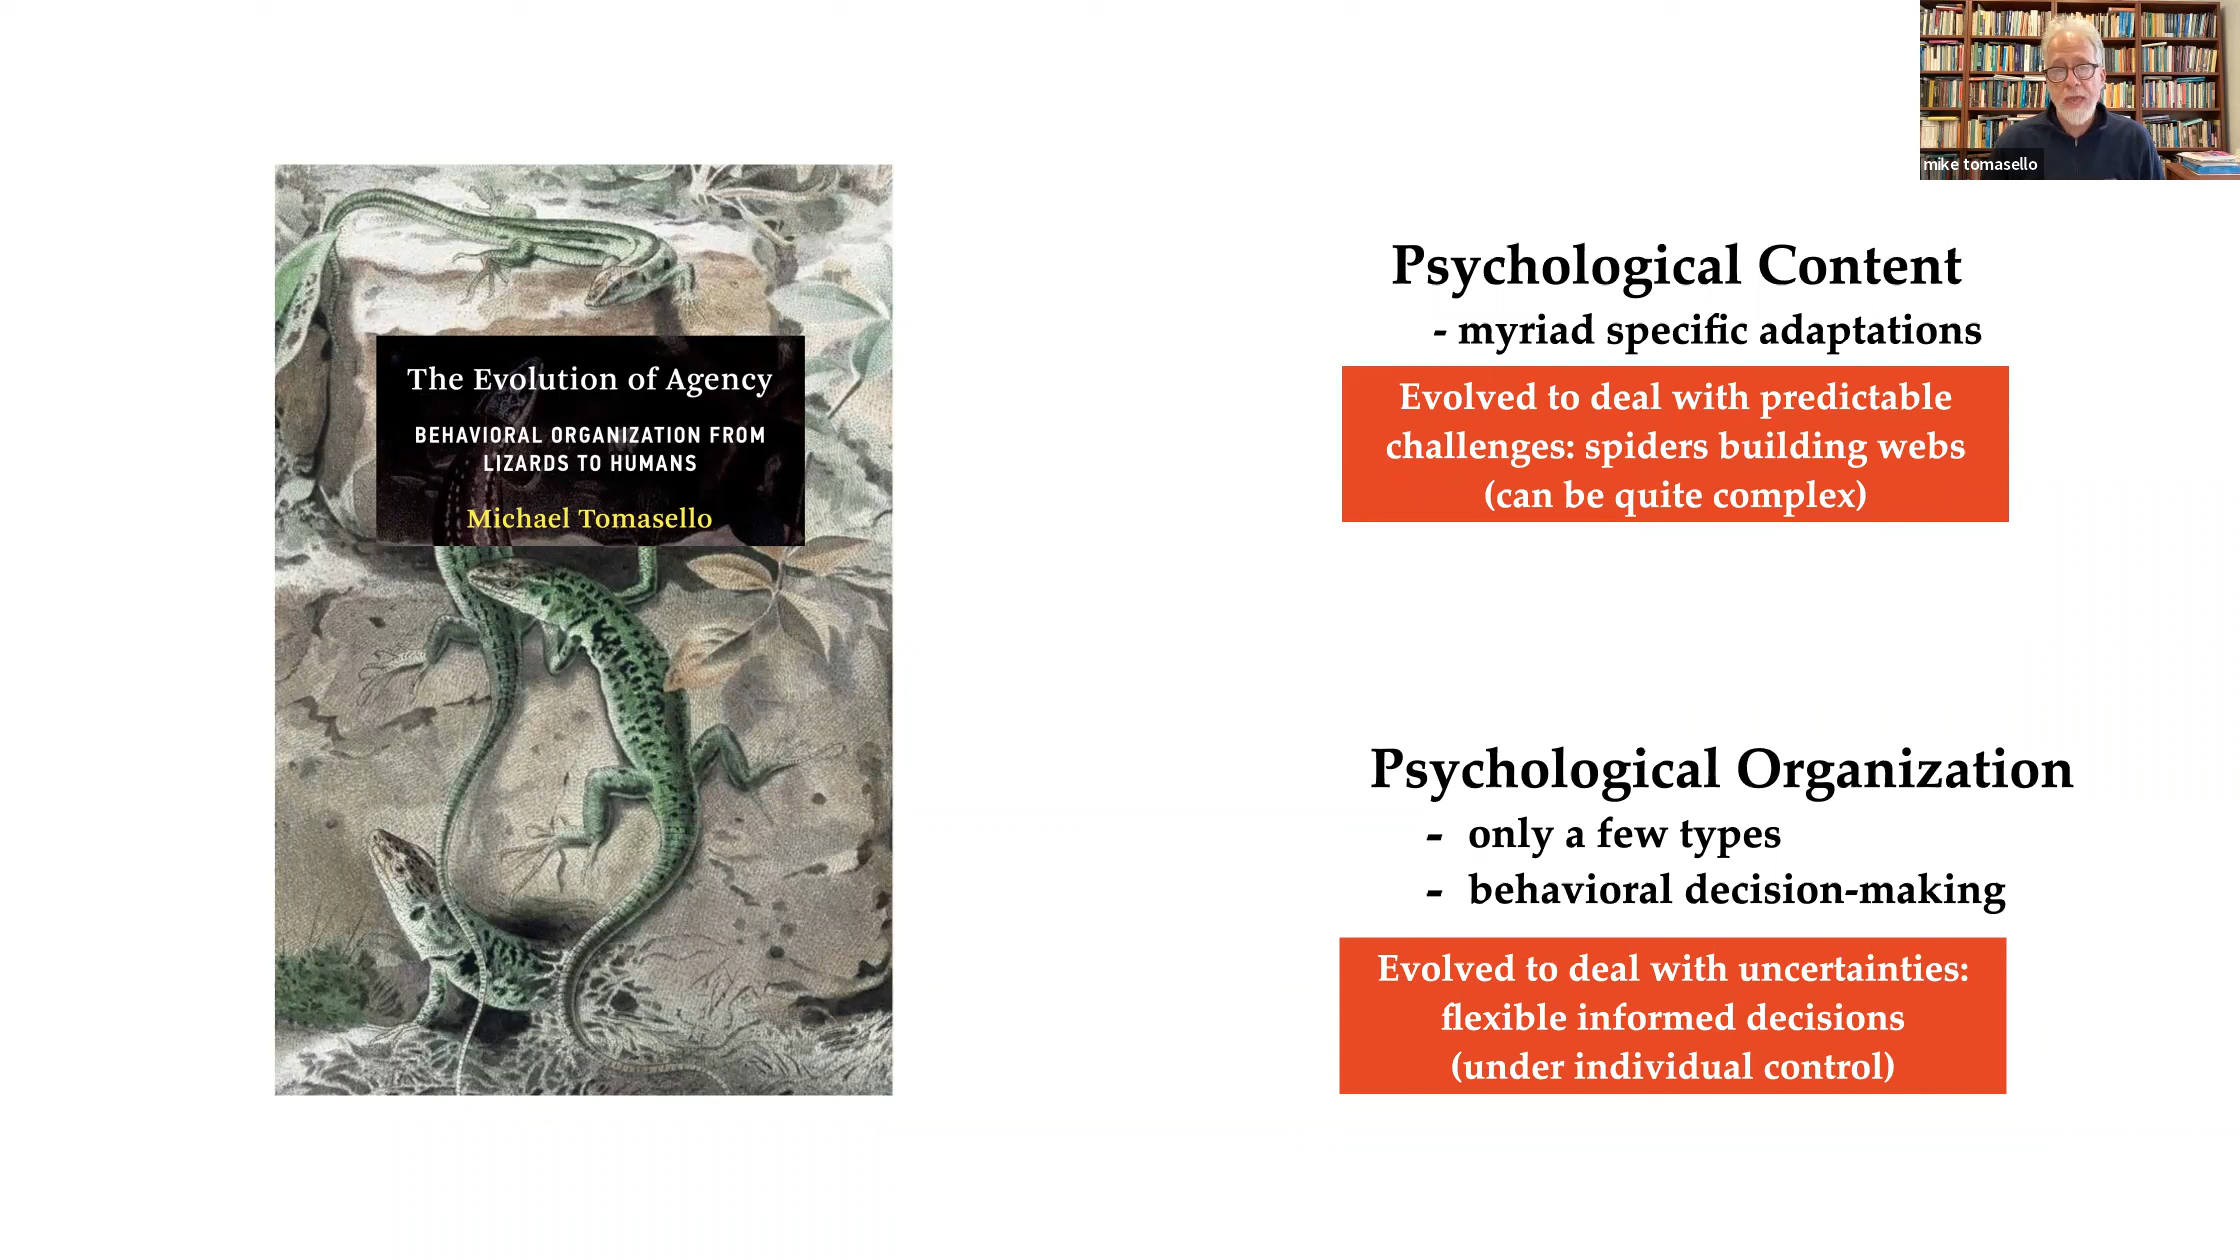 mike tomasello
The Evolution of Agency
BEHAVIORAL ORGANIZATION FROM
LIZARDS TO HUMANS
Michael Tomasello
Psychological Content
- myriad specific adaptations
Evolved to deal with predictable
challenges: spiders building webs
(can be quite complex)
Psychological Organization
- only a few types
- behavioral decision-making
Evolved to deal with uncertainties:
flexible informed decisions
(under individual control)